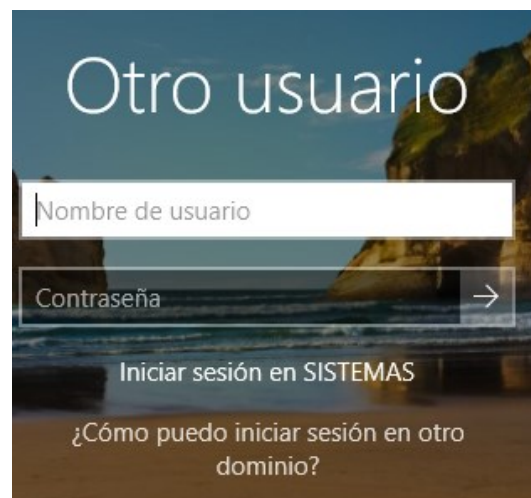 Otro usuario
Nombre de usuario
Contraseña
Iniciar sesión en SISTEMAS
¿Cómo puedo iniciar sesión en otro
dominio?